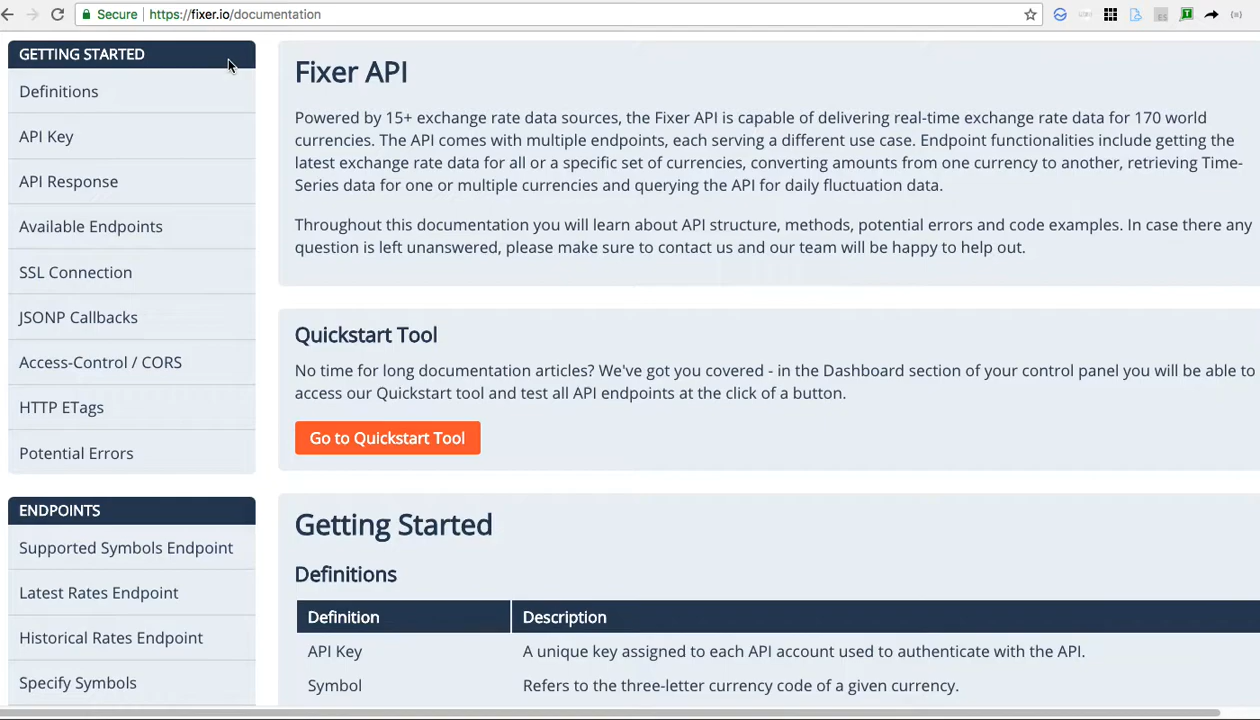 Secure https://fixer.io/documentation
GETTING STARTED
Definitions
API Key
API Response
Available Endpoints
SSL Connection
JSONP Callbacks
Access-Control / CORS
HTTP ETags
Potential Errors
ENDPOINTS
Supported Symbols Endpoint
Latest Rates Endpoint
Historical Rates Endpoint
Specify Symbols
Fixer API
Powered by 15+ exchange rate data sources, the Fixer API is capable of delivering real-time exchange rate data for 170 world
currencies. The API comes with multiple endpoints, each serving a different use case. Endpoint functionalities include getting the
latest exchange rate data for all or a specific set of currencies, converting amounts from one currency to another, retrieving Time-
Series data for one or multiple currencies and querying the API for daily fluctuation data.
Throughout this documentation you will learn about API structure, methods, potential errors and code examples. In case there any
question is left unanswered, please make sure to contact us and our team will be happy to help out.
Quickstart Tool
No time for long documentation articles? We've got you covered - in the Dashboard section of your control panel you will be able to
access our Quickstart tool and test all API endpoints at the click of a button.
Go to Quickstart Tool
Getting Started
Definitions
Definition Description
API Key A unique key assigned to each API account used to authenticate with the API.
Symbol Refers to the three-letter currency code of a given currency.